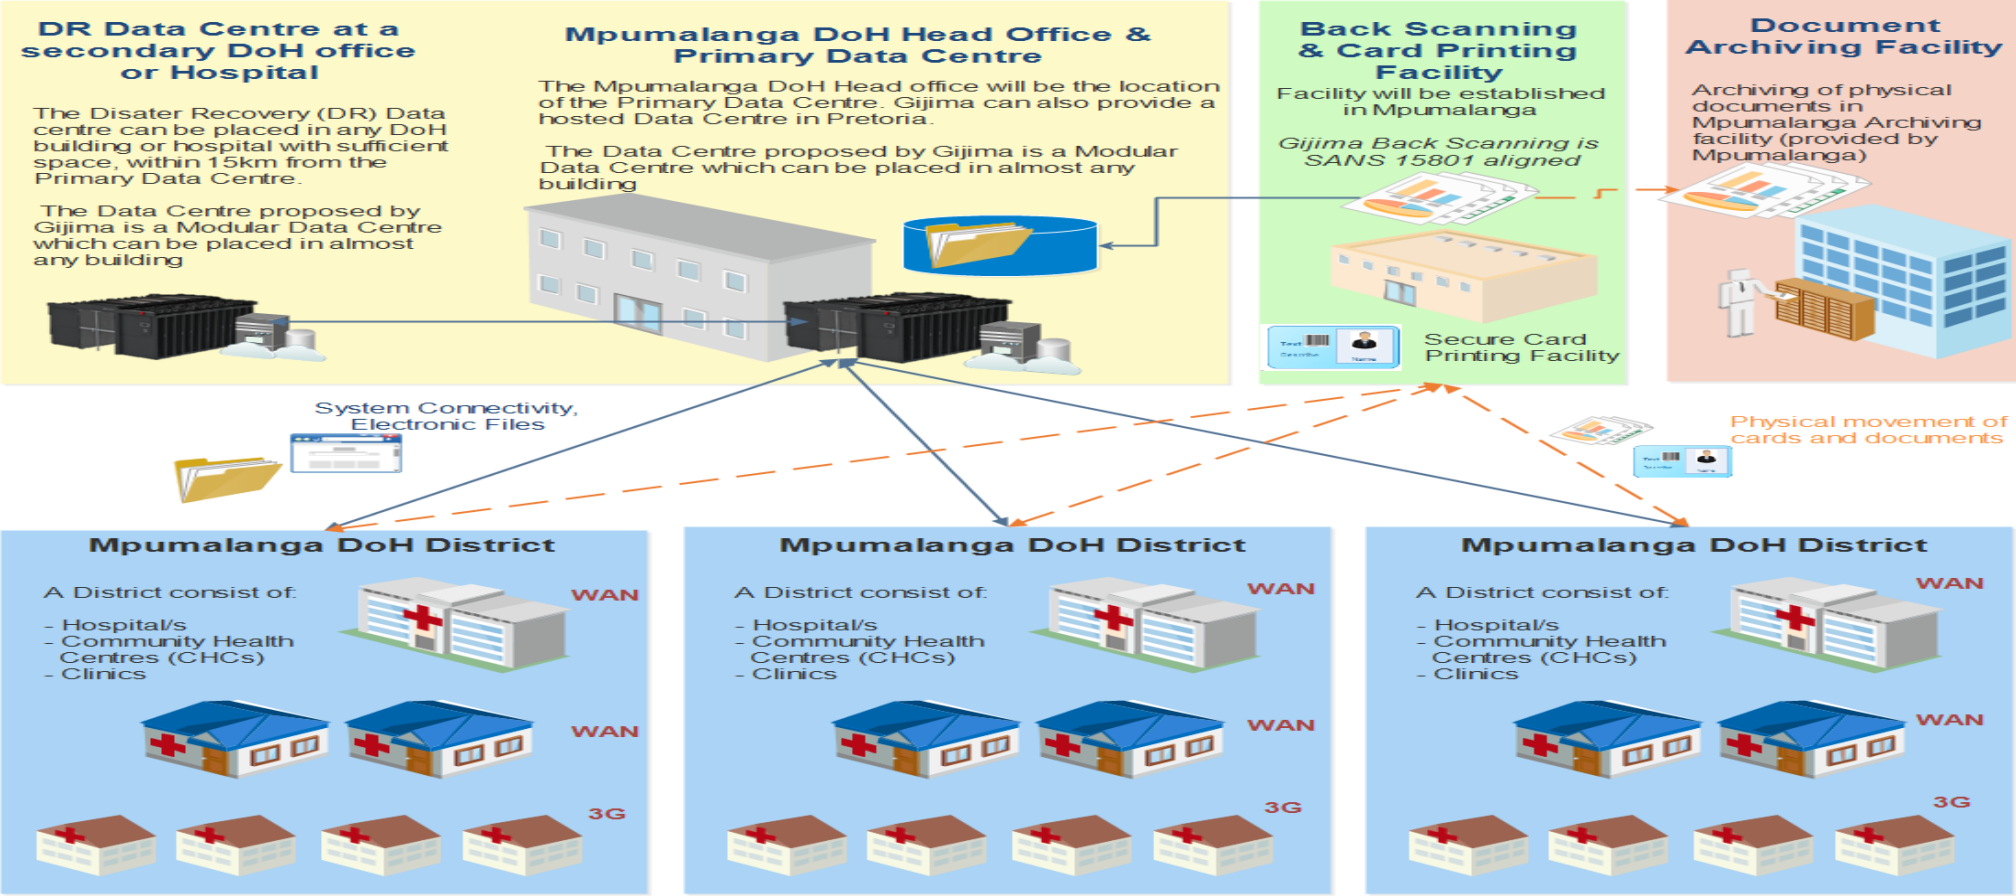 DR Data Centre at a
secondary DoH office
or Hospital
The Disater Recovery (DR) Data
centre can be placed in any DoH
building or hospital with sufficient
space, within 15km from the
Primary Data Centre.
The Data Centre proposed by
Gijima is a Modular Data Centre
which can be placed in almost
any building
Mpumalanga DoH Head Office &
Primary Data Centre
The Mpumalanga DoH Head office will be the location
of the Primary Data Centre. Gijima can also provide a
hosted Data Centre in Pretoria.
The Data Centre proposed by Gijima is a Modular
Data Centre which can be placed in almost any
building
Back Scanning
& Card Printing
Facility
Facility will be established
in Mpumalanga
Gijima Back Scanning is
SANS 15801 aligned
Text
Name
Secure Card
Printing Facility
Document
Archiving Facility
Archiving of physical
documents in
Mpumalanga Archiving
facility (provided by
Mpumalanga)
System Connectivity,
Electronic Files
Physical movement of
cards and documents
Text
Mpumalanga DoH District
A District consist of:
- Hospital/s
- Community Health
Centres (CHCs)
- Clinics
WAN
WAN
3G
Mpumalanga DoH District
A District consist of:
- Hospital/s
- Community Health
Centres (CHCs)
- Clinics
WAN
WAN
3G
Mpumalanga DoH District
A District consist of:
- Hospital/s
- Community Health
Centres (CHCs)
- Clinics
WAN
WAN
3G